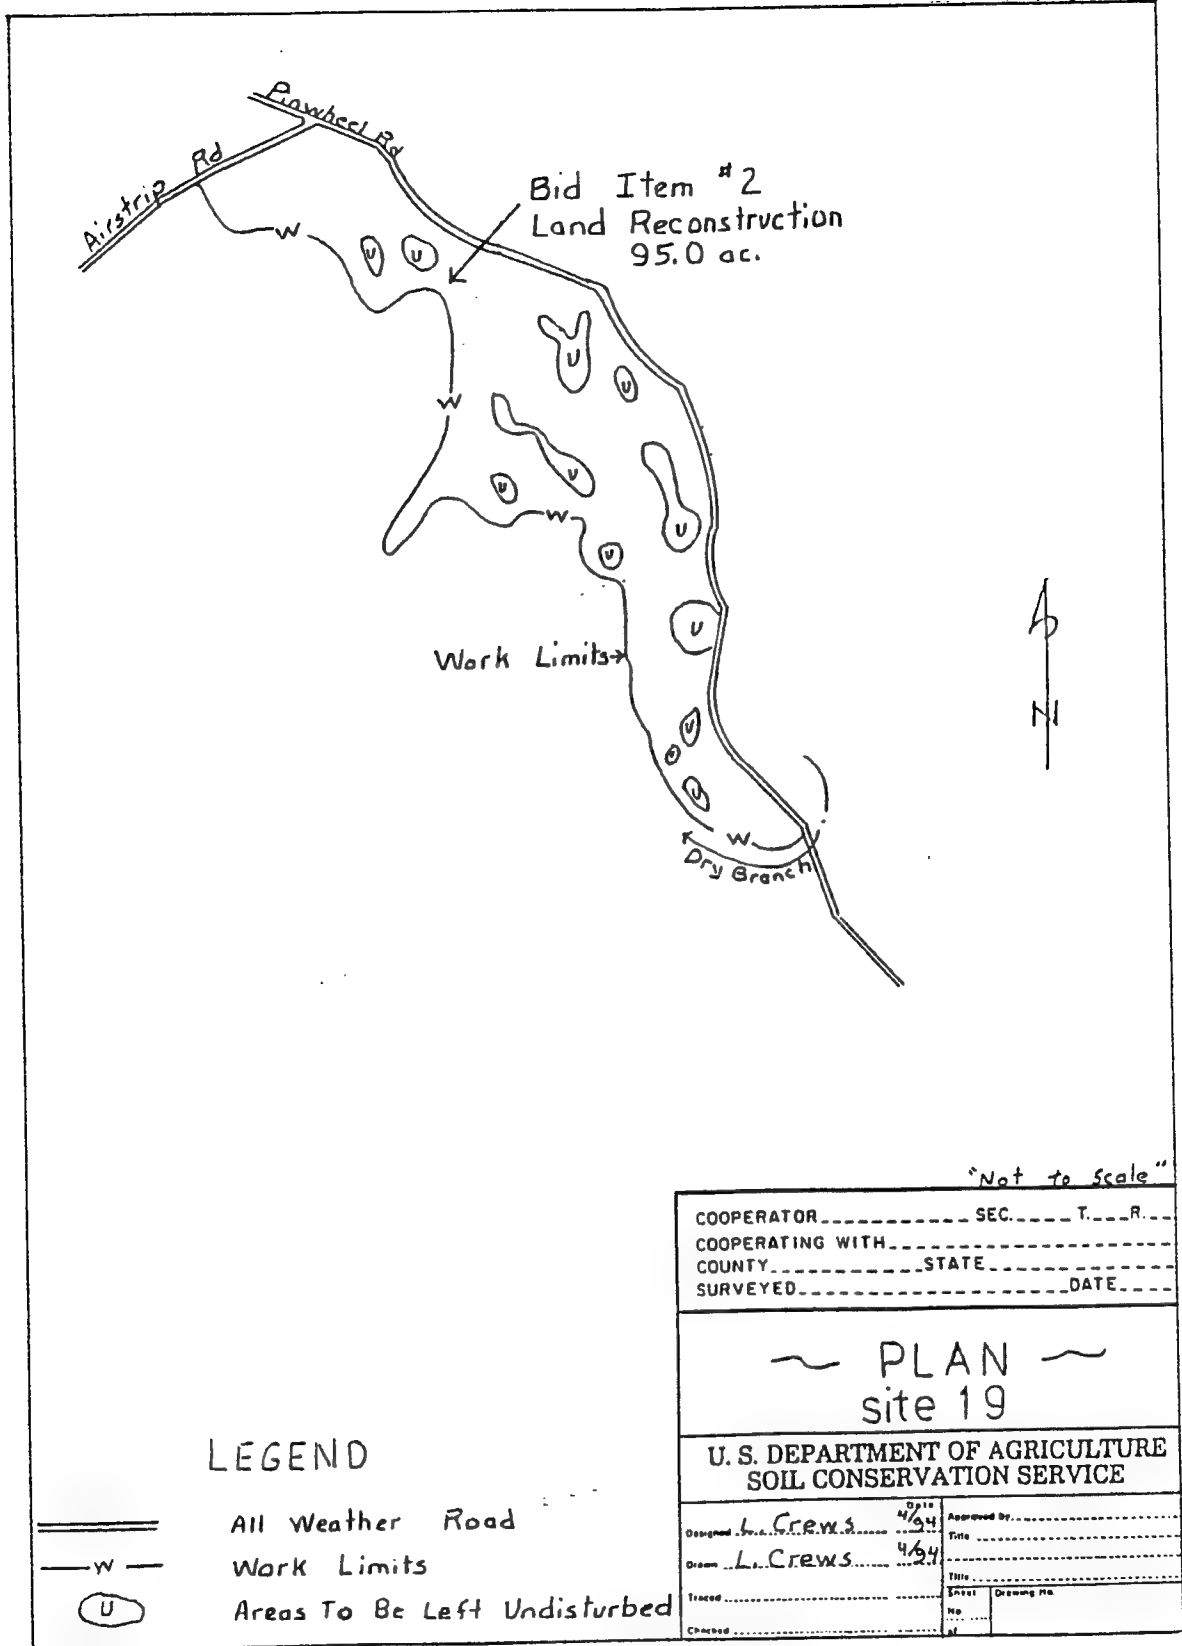 Pinwheel Rd
Airstrip Rd
Bid Item #2
Land Reconstruction
95.0 ac.
W
U
U
U
U
W
U
U
W
U
U
U
Work Limits
N
U
U
U
W
Dry Branch
"Not to Scale"
COOPERATOR SEC. T. R.
COOPERATING WITH
COUNTY STATE
SURVEYED DATE
~ PLAN ~
site 19
U. S. DEPARTMENT OF AGRICULTURE
SOIL CONSERVATION SERVICE
Date
Designed L. Crews 4/94
Drawn L. Crews 4/94
Traced
Checked
Approved by
Title
Title
Sheet
No
of
Drawing No.
LEGEND
All Weather Road
W Work Limits
U Areas To Be Left Undisturbed